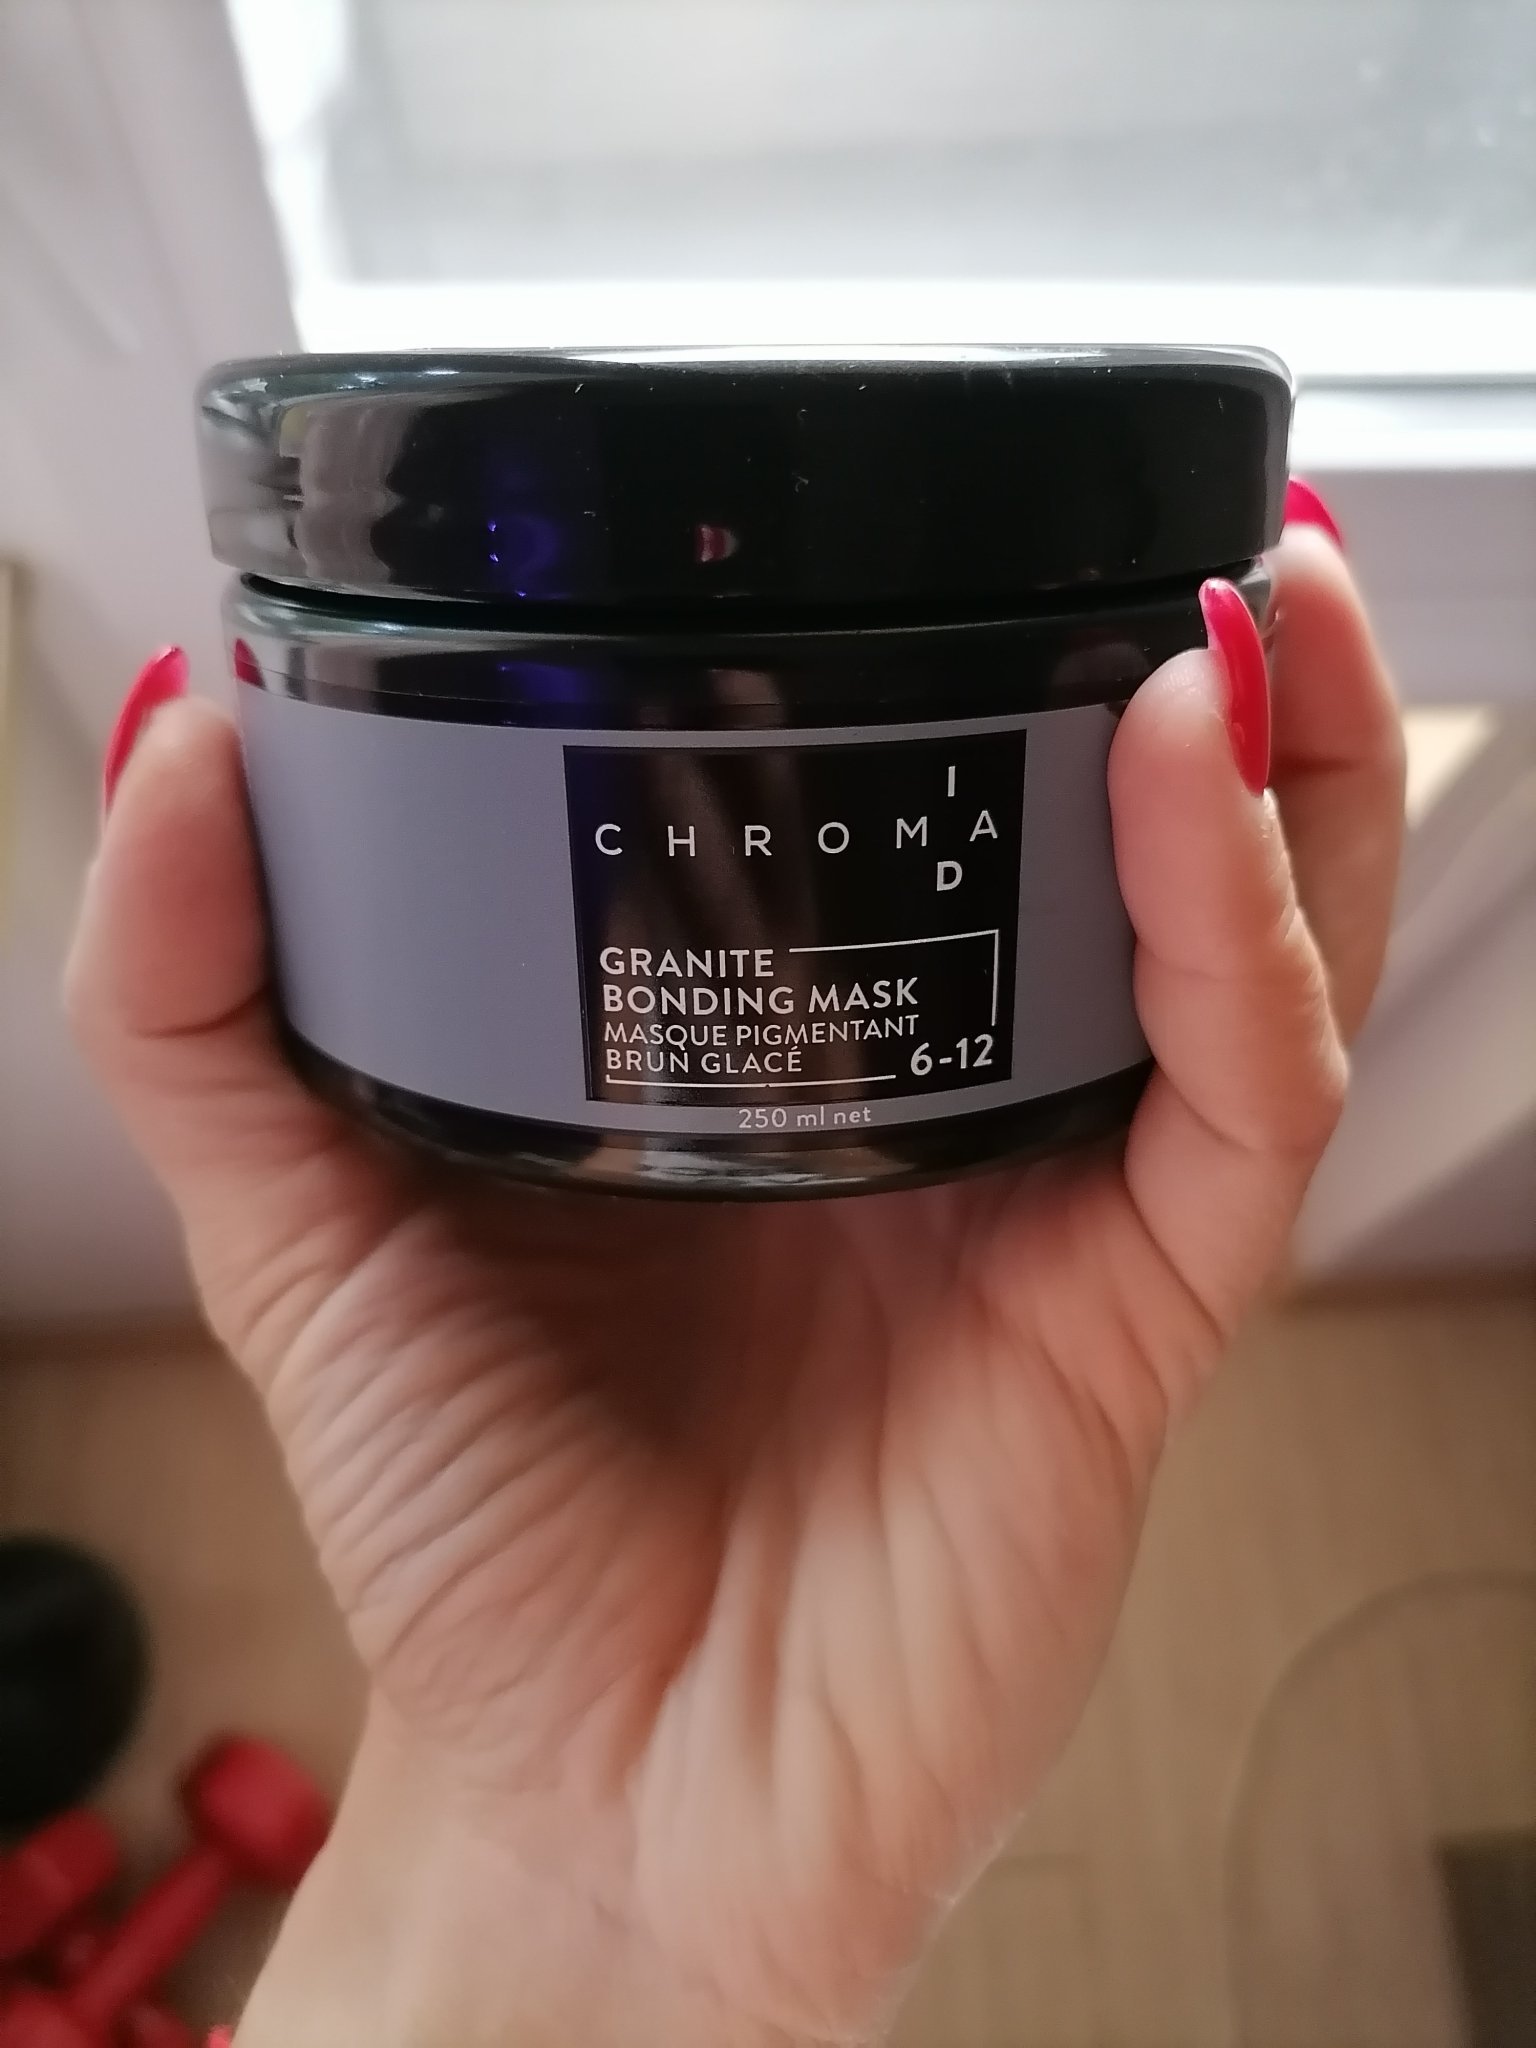 CHROMA
ID
GRANITE
BONDING MASK
MASQUE PIGMENTANT
BRUN GLACÉ
6-12
250 ml net